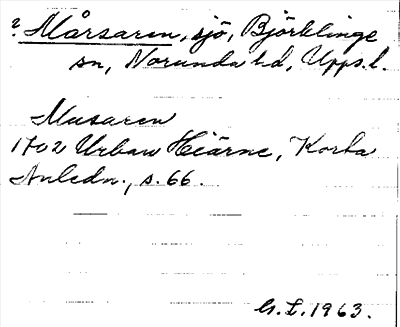 ? Mårsaren, sjö, Björklinge
sn, Norunda hd, Upps.l.
Musaren
1702 Urban Hiärne, Korta
Anledn., s. 66.
G.L. 1963.